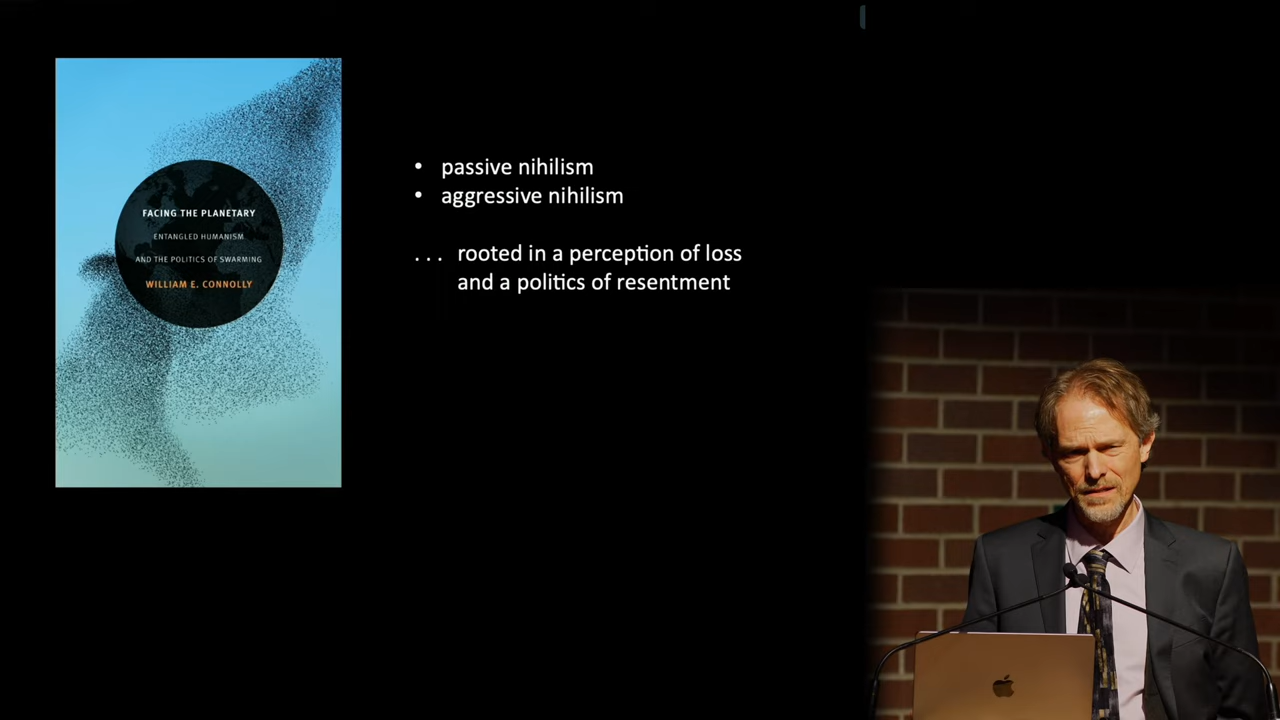 FACING THE PLANETARY
ENTANGLED HUMANISM
AND THE POLITICS OF SWARMING
WILLIAM E. CONNOLLY
• passive nihilism
• aggressive nihilism
. . . rooted in a perception of loss
and a politics of resentment